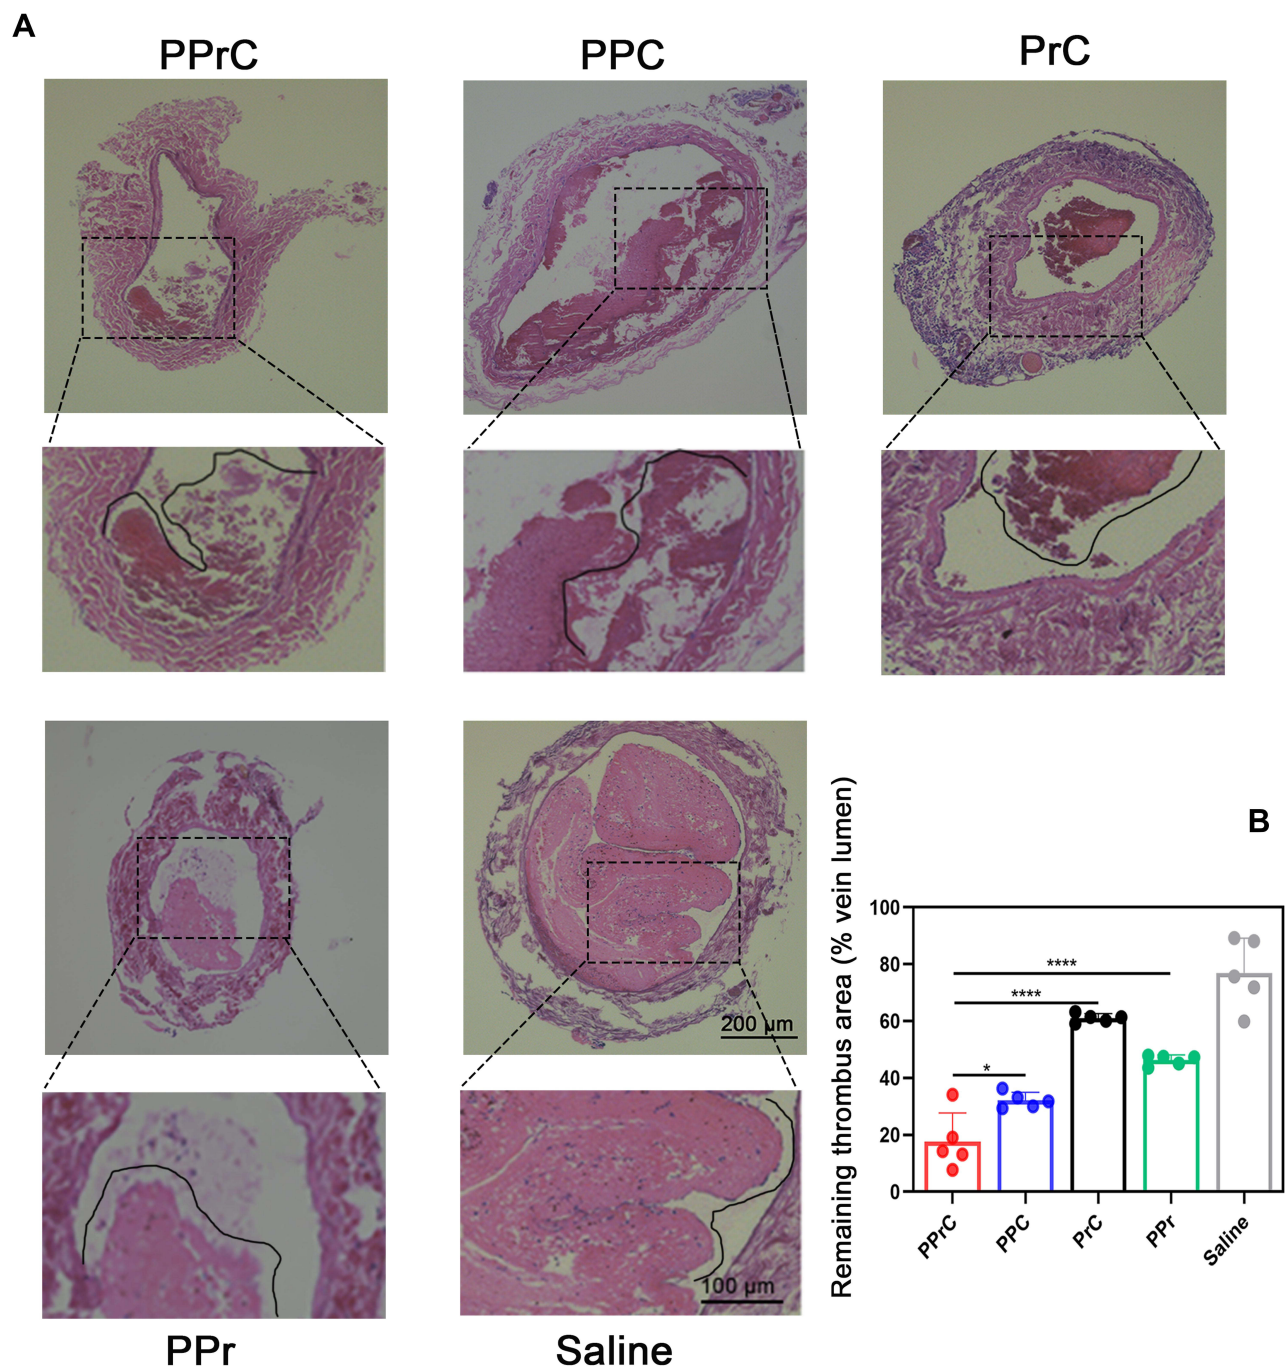 A
PPrC
PPC
PrC
200 µm
100 µm
PPr
Saline
B
Remaining thrombus area (% vein lumen)
100
80
60
40
20
0
****
****
*
PPrC
PPC
PrC
PPr
Saline